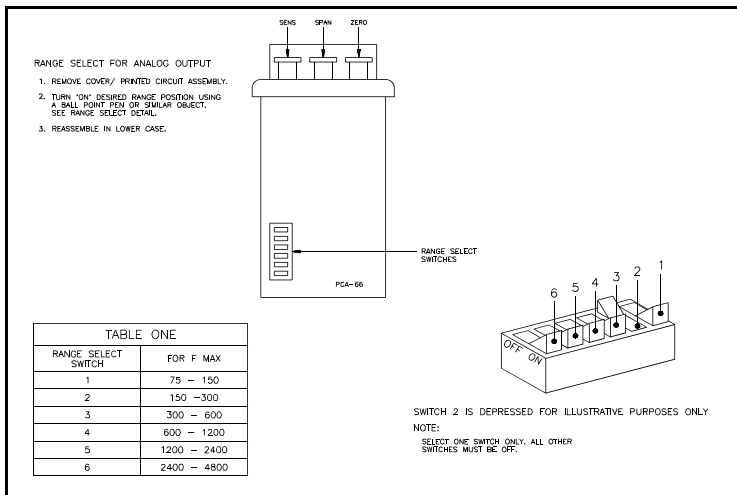 SENS SPAN ZERO
RANGE SELECT FOR ANALOG OUTPUT
1. REMOVE COVER/ PRINTED CIRCUIT ASSEMBLY.
2. TURN "ON" DESIRED RANGE POSITION USING
A BALL POINT PEN OR SIMILAR OBJECT.
SEE RANGE SELECT DETAIL.
3. REASSEMBLE IN LOWER CASE.
RANGE SELECT
SWITCHES
PCA-66
6 5 4 3 2 1
OFF ON
TABLE ONE
RANGE SELECT
SWITCH
FOR F MAX
1 75 - 150
2 150 -300
3 300 - 600
4 600 - 1200
5 1200 - 2400
6 2400 - 4800
SWITCH 2 IS DEPRESSED FOR ILLUSTRATIVE PURPOSES ONLY
NOTE:
SELECT ONE SWITCH ONLY. ALL OTHER
SWITCHES MUST BE OFF.